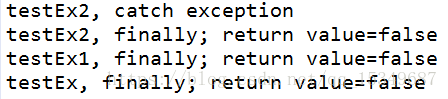 testEx2, catch exception
testEx2, finally; return value=false
testEx1, finally; return value=false
testEx, finally; return value=false